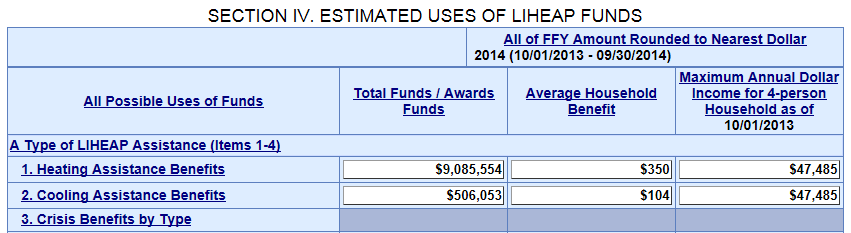 SECTION IV. ESTIMATED USES OF LIHEAP FUNDS
All of FFY Amount Rounded to Nearest Dollar
2014 (10/01/2013 - 09/30/2014)
All Possible Uses of Funds
Total Funds / Awards
Funds
Average Household
Benefit
Maximum Annual Dollar
Income for 4-person
Household as of
10/01/2013
A Type of LIHEAP Assistance (Items 1-4)
1. Heating Assistance Benefits $9,085,554 $350 $47,485
2. Cooling Assistance Benefits $506,053 $104 $47,485
3. Crisis Benefits by Type